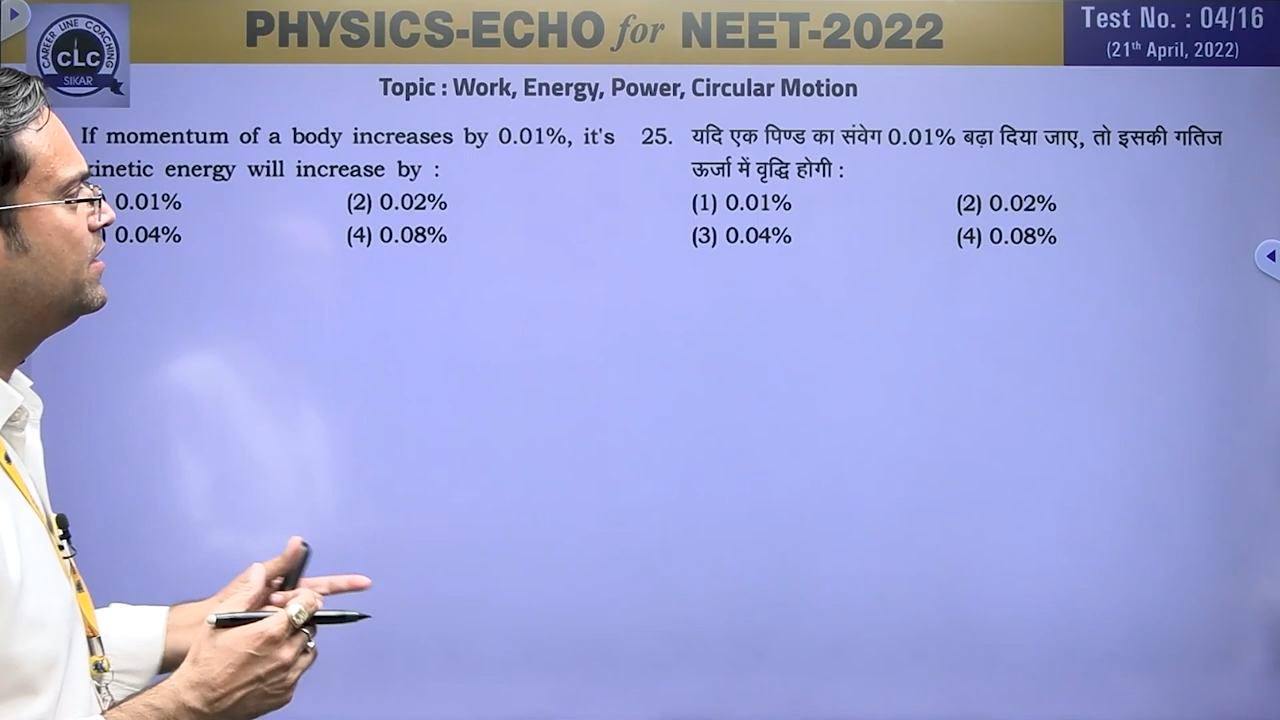 PHYSICS-ECHO for NEET-2022
Test No. : 04/16
(21th April, 2022)
CAREER LINE COACHING
CLC
SIKAR
Topic : Work, Energy, Power, Circular Motion
If momentum of a body increases by 0.01%, it's
kinetic energy will increase by :
0.01% (2) 0.02%
) 0.04% (4) 0.08%
25. यदि एक पिण्ड का संवेग 0.01% बढ़ा दिया जाए, तो इसकी गतिज
ऊर्जा में वृद्धि होगी :
(1) 0.01% (2) 0.02%
(3) 0.04% (4) 0.08%